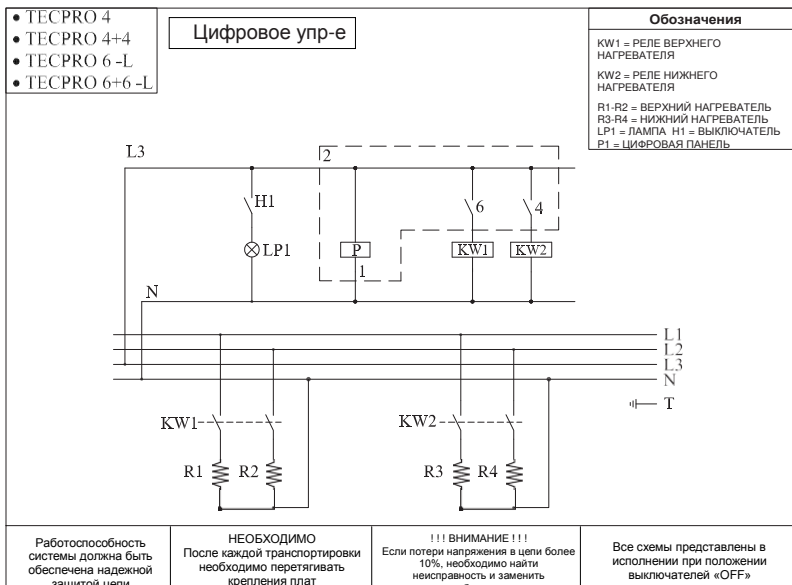 • TECPRO 4
• TECPRO 4+4
• TECPRO 6 -L
• TECPRO 6+6 -L
Цифровое упр-е
Обозначения
KW1 = РЕЛЕ ВЕРХНЕГО
НАГРЕВАТЕЛЯ
KW2 = РЕЛЕ НИЖНЕГО
НАГРЕВАТЕЛЯ
R1-R2 = ВЕРХНИЙ НАГРЕВАТЕЛЬ
R3-R4 = НИЖНИЙ НАГРЕВАТЕЛЬ
LP1 = ЛАМПА H1 = ВЫКЛЮЧАТЕЛЬ
P1 = ЦИФРОВАЯ ПАНЕЛЬ
L3
2
H1
6
4
LP1
P
KW1
KW2
1
N
L1
L2
L3
N
T
KW1
KW2
R1
R2
R3
R4
Работоспособность
системы должна быть
обеспечена надежной
защитой цепи
НЕОБХОДИМО
После каждой транспортировки
необходимо перетягивать
крепления плат
! ! ! ВНИМАНИЕ ! ! !
Если потери напряжения в цепи более
10%, необходимо найти
неисправность и заменить
Все схемы представлены в
исполнении при положении
выключателей «OFF»